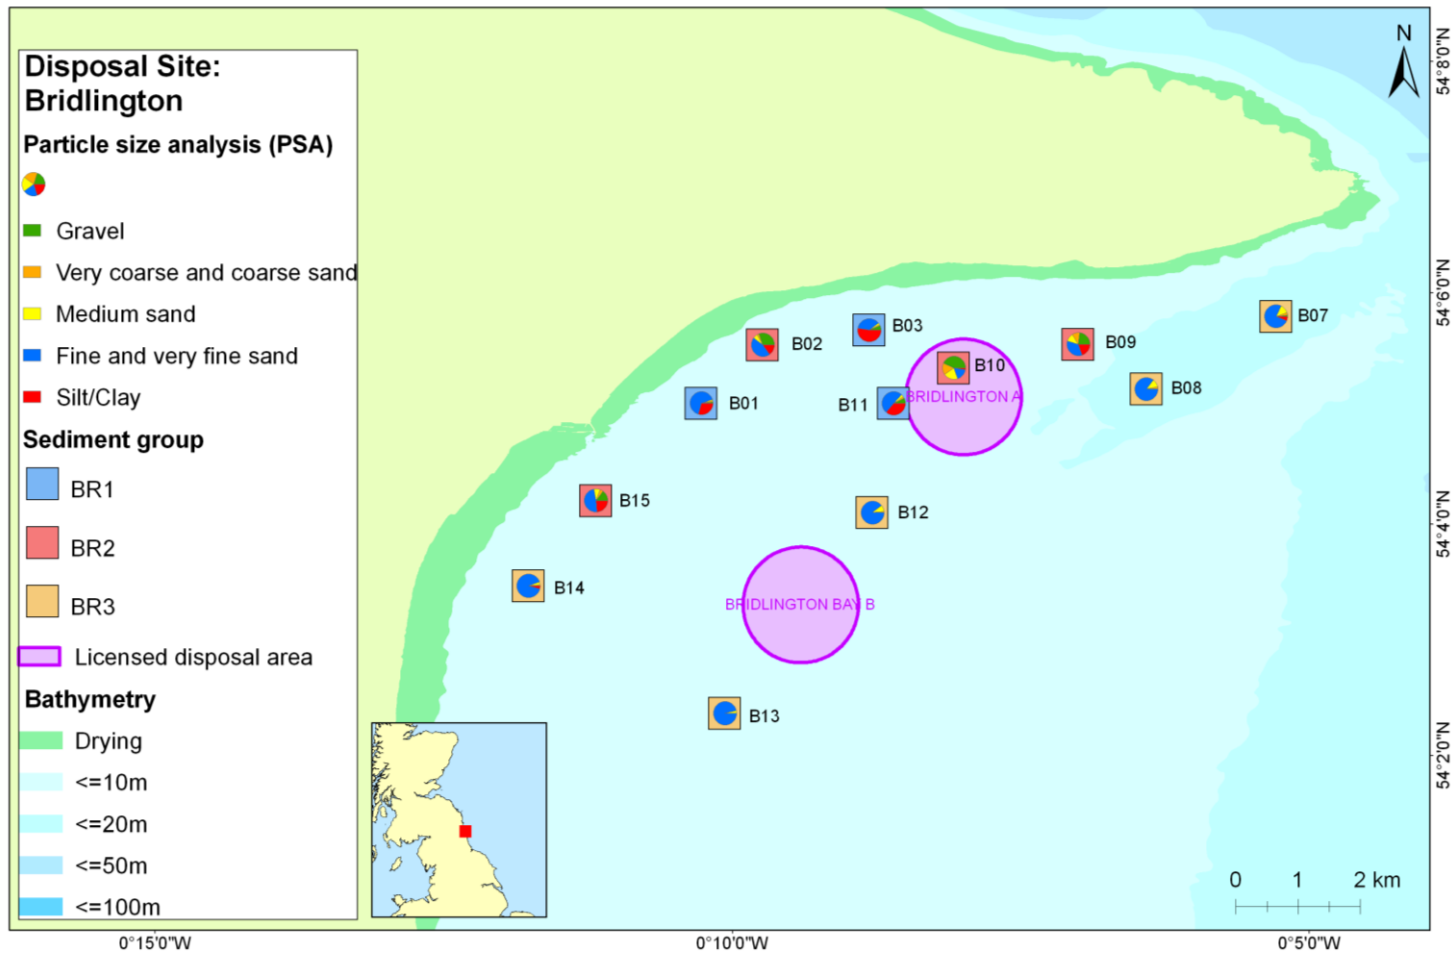 Disposal Site:
Bridlington
Particle size analysis (PSA)
Gravel
Very coarse and coarse sand
Medium sand
Fine and very fine sand
Silt/Clay
Sediment group
BR1
BR2
BR3
Licensed disposal area
Bathymetry
Drying
<=10m
<=20m
<=50m
<=100m
N
B07
B03
B02
B09
B10
B08
BRIDLINGTON A
B01
B11
B15
B12
B14
BRIDLINGTON BAY B
B13
0 1 2 km
54°8'0"N
54°6'0"N
54°4'0"N
54°2'0"N
0°15'0"W
0°10'0"W
0°5'0"W